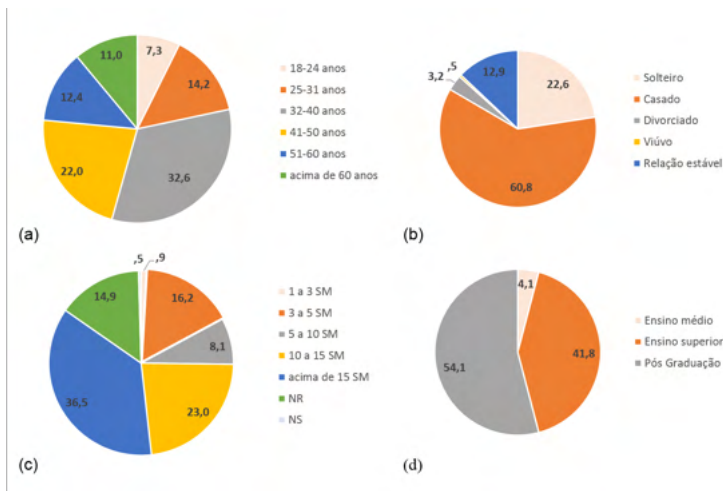 11,0
7,3
14,2
32,6
22,0
12,4
18-24 anos
25-31 anos
32-40 anos
41-50 anos
51-60 anos
acima de 60 anos
(a)
3,2
,5
12,9
22,6
60,8
Solteiro
Casado
Divorciado
Viúvo
Relação estável
(b)
,5
,9
14,9
16,2
8,1
23,0
36,5
1 a 3 SM
3 a 5 SM
5 a 10 SM
10 a 15 SM
acima de 15 SM
NR
NS
(c)
4,1
41,8
54,1
Ensino médio
Ensino superior
Pós Graduação
(d)